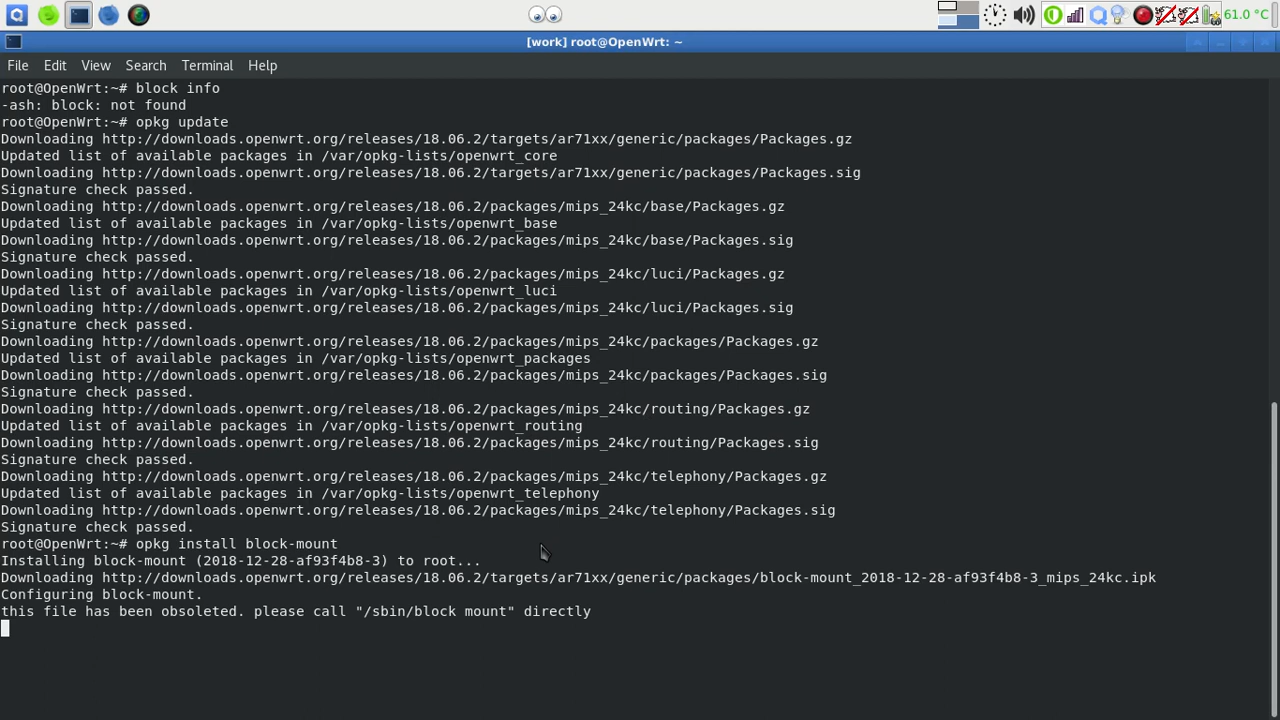 61.0 °C
[work] root@OpenWrt: ~
File Edit View Search Terminal Help
root@OpenWrt:~# block info
-ash: block: not found
root@OpenWrt:~# opkg update
Downloading http://downloads.openwrt.org/releases/18.06.2/targets/ar71xx/generic/packages/Packages.gz
Updated list of available packages in /var/opkg-lists/openwrt_core
Downloading http://downloads.openwrt.org/releases/18.06.2/targets/ar71xx/generic/packages/Packages.sig
Signature check passed.
Downloading http://downloads.openwrt.org/releases/18.06.2/packages/mips_24kc/base/Packages.gz
Updated list of available packages in /var/opkg-lists/openwrt_base
Downloading http://downloads.openwrt.org/releases/18.06.2/packages/mips_24kc/base/Packages.sig
Signature check passed.
Downloading http://downloads.openwrt.org/releases/18.06.2/packages/mips_24kc/luci/Packages.gz
Updated list of available packages in /var/opkg-lists/openwrt_luci
Downloading http://downloads.openwrt.org/releases/18.06.2/packages/mips_24kc/luci/Packages.sig
Signature check passed.
Downloading http://downloads.openwrt.org/releases/18.06.2/packages/mips_24kc/packages/Packages.gz
Updated list of available packages in /var/opkg-lists/openwrt_packages
Downloading http://downloads.openwrt.org/releases/18.06.2/packages/mips_24kc/packages/Packages.sig
Signature check passed.
Downloading http://downloads.openwrt.org/releases/18.06.2/packages/mips_24kc/routing/Packages.gz
Updated list of available packages in /var/opkg-lists/openwrt_routing
Downloading http://downloads.openwrt.org/releases/18.06.2/packages/mips_24kc/routing/Packages.sig
Signature check passed.
Downloading http://downloads.openwrt.org/releases/18.06.2/packages/mips_24kc/telephony/Packages.gz
Updated list of available packages in /var/opkg-lists/openwrt_telephony
Downloading http://downloads.openwrt.org/releases/18.06.2/packages/mips_24kc/telephony/Packages.sig
Signature check passed.
root@OpenWrt:~# opkg install block-mount
Installing block-mount (2018-12-28-af93f4b8-3) to root...
Downloading http://downloads.openwrt.org/releases/18.06.2/targets/ar71xx/generic/packages/block-mount_2018-12-28-af93f4b8-3_mips_24kc.ipk
Configuring block-mount.
this file has been obsoleted. please call "/sbin/block mount" directly